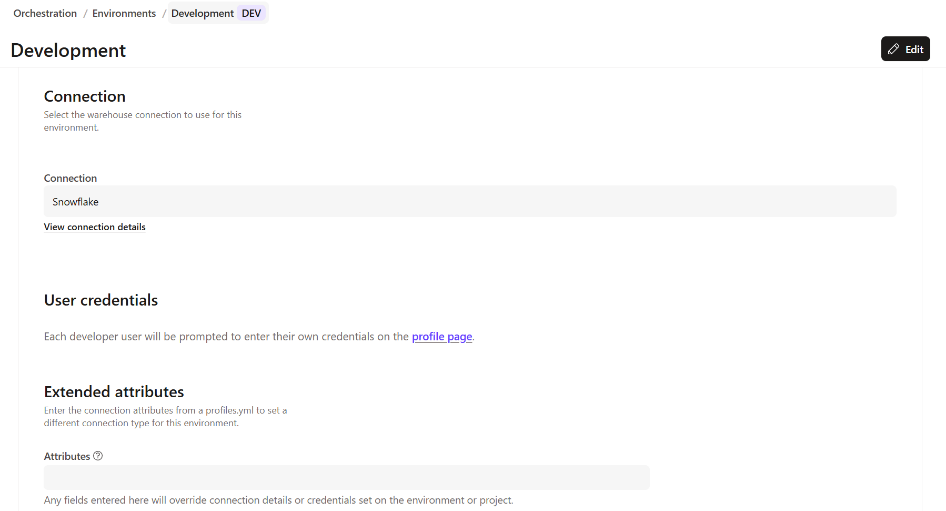 Orchestration / Environments / Development DEV
Development
Edit
Connection
Select the warehouse connection to use for this
environment.
Connection
Snowflake
View connection details
User credentials
Each developer user will be prompted to enter their own credentials on the profile page.
Extended attributes
Enter the connection attributes from a profiles.yml to set a
different connection type for this environment.
Attributes ?
Any fields entered here will override connection details or credentials set on the environment or project.